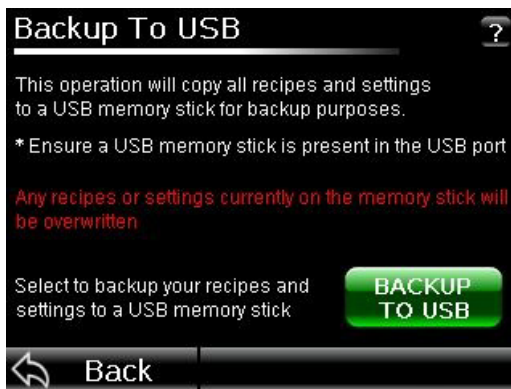 Backup To USB
?
This operation will copy all recipes and settings
to a USB memory stick for backup purposes.
* Ensure a USB memory stick is present in the USB port
Any recipes or settings currently on the memory stick will
be overwritten
Select to backup your recipes and
settings to a USB memory stick
BACKUP
TO USB
Back